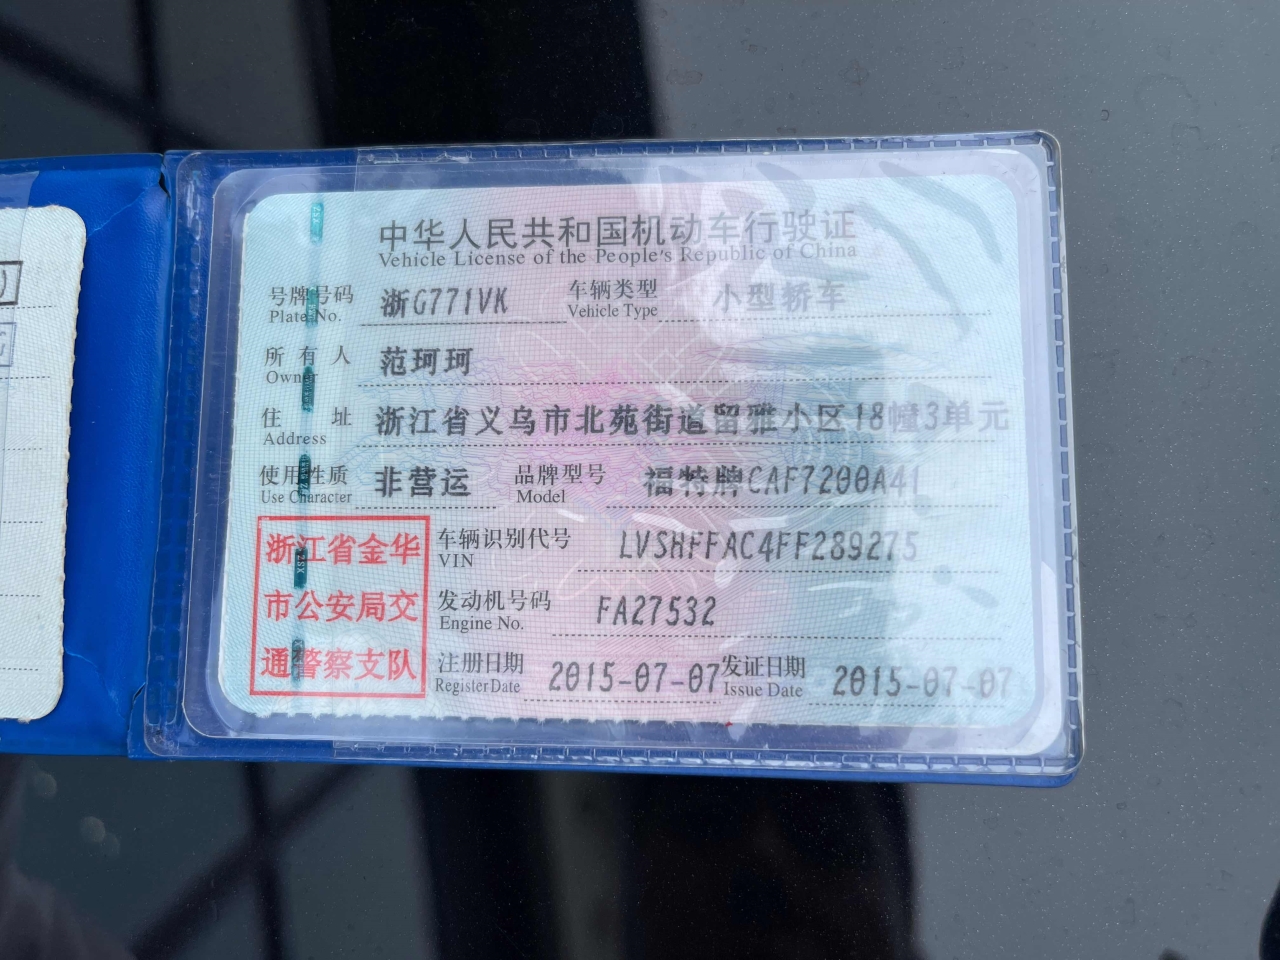 中华人民共和国机动车行驶证
Vehicle License of the People's Republic of China
号牌号码 浙G771VK 车辆类型 小型轿车
Plate No. Vehicle Type
所有人 范珂珂
Owner
住址 浙江省义乌市北苑街道留雅小区18幢3单元
Address
使用性质 非营运 品牌型号 福特牌CAF7200A41
Use Character Model
浙江省金华
市公安局交
通警察支队
车辆识别代号 LVSHFFAC4FF289275
VIN
发动机号码 FA27532
Engine No.
注册日期 2015-07-07 发证日期 2015-07-07
Register Date Issue Date